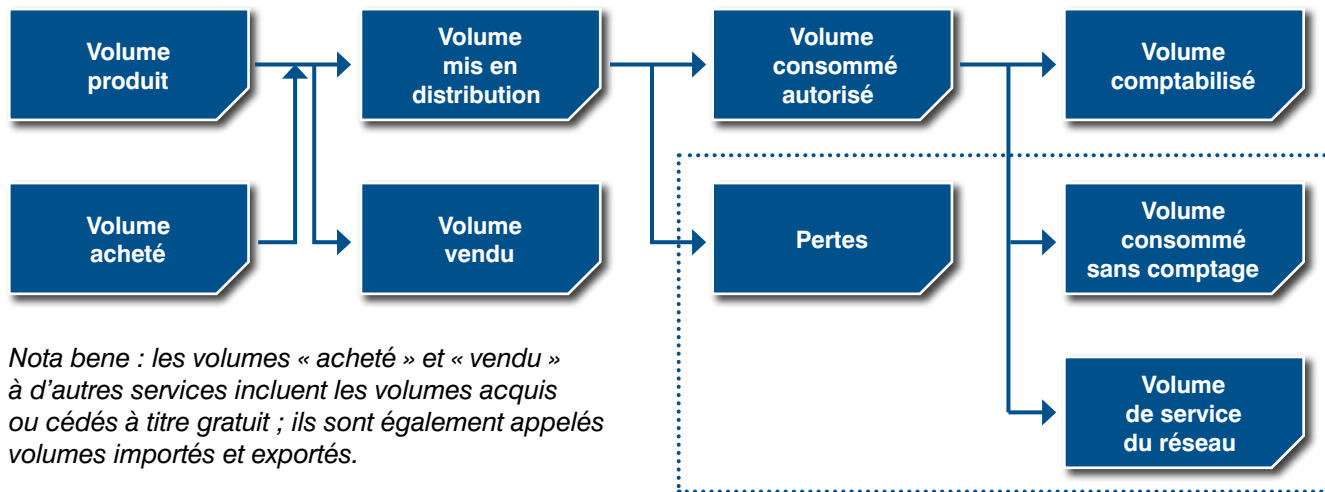 Volume
produit
Volume
mis en
distribution
Volume
consommé
autorisé
Volume
comptabilisé
Volume
acheté
Volume
vendu
Pertes
Volume
consommé
sans comptage
Volume
de service
du réseau
Nota bene : les volumes « acheté » et « vendu »
à d’autres services incluent les volumes acquis
ou cédés à titre gratuit ; ils sont également appelés
volumes importés et exportés.